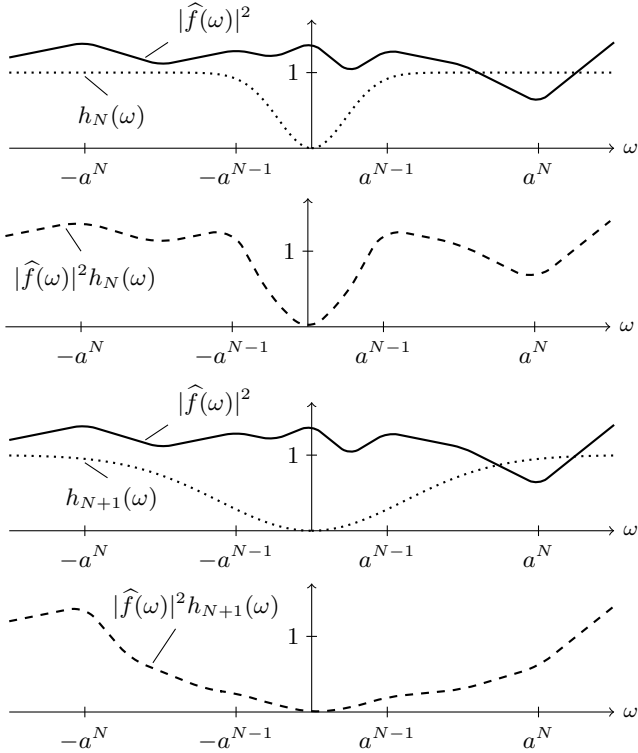 |f̂(ω)|²
1
h_N(ω)
ω
−a^N −a^{N−1} a^{N−1} a^N
1
|f̂(ω)|²h_N(ω)
ω
−a^N −a^{N−1} a^{N−1} a^N
|f̂(ω)|²
1
h_{N+1}(ω)
ω
−a^N −a^{N−1} a^{N−1} a^N
|f̂(ω)|²h_{N+1}(ω)
1
ω
−a^N −a^{N−1} a^{N−1} a^N